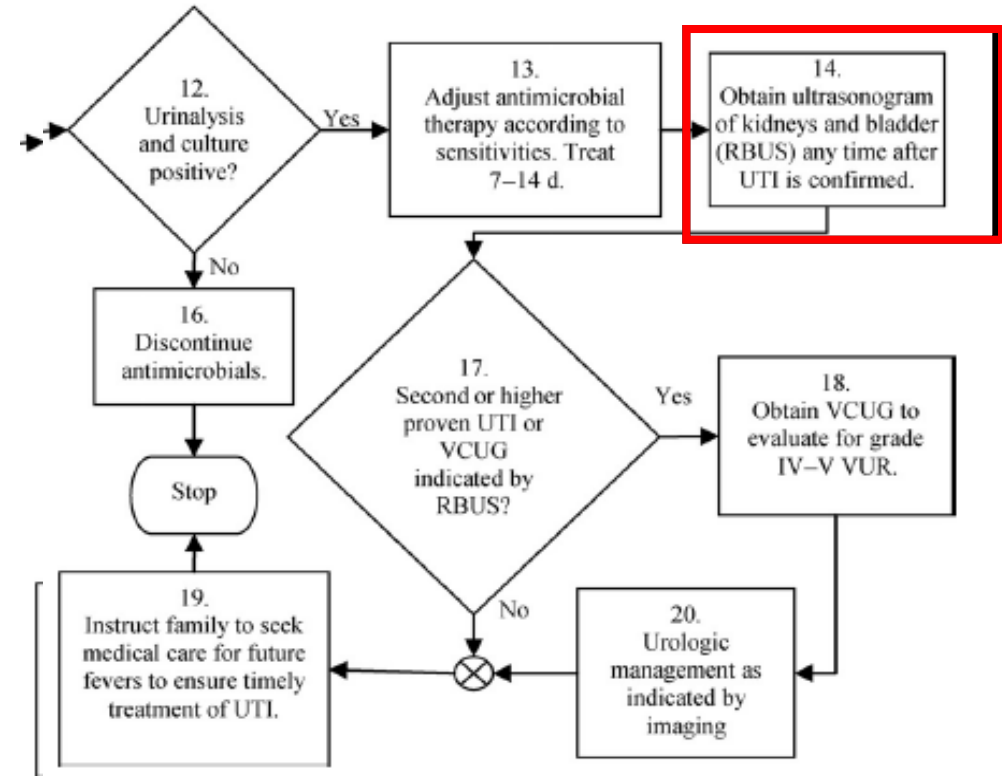 12.
Urinalysis
and culture
positive?
Yes
13.
Adjust antimicrobial
therapy according to
sensitivities. Treat
7–14 d.
14.
Obtain ultrasonogram
of kidneys and bladder
(RBUS) any time after
UTI is confirmed.
No
16.
Discontinue
antimicrobials.
17.
Second or higher
proven UTI or
VCUG
indicated by
RBUS?
Yes
18.
Obtain VCUG to
evaluate for grade
IV–V VUR.
Stop
19.
Instruct family to seek
medical care for future
fevers to ensure timely
treatment of UTI.
No
20.
Urologic
management as
indicated by
imaging